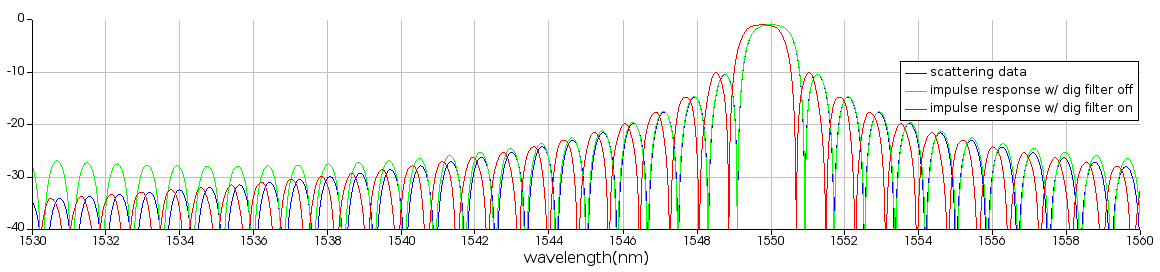 0
-10
-20
-30
-40
scattering data
impulse response w/ dig filter off
impulse response w/ dig filter on
1530 1532 1534 1536 1538 1540 1542 1544 1546 1548 1550 1552 1554 1556 1558 1560
wavelength(nm)